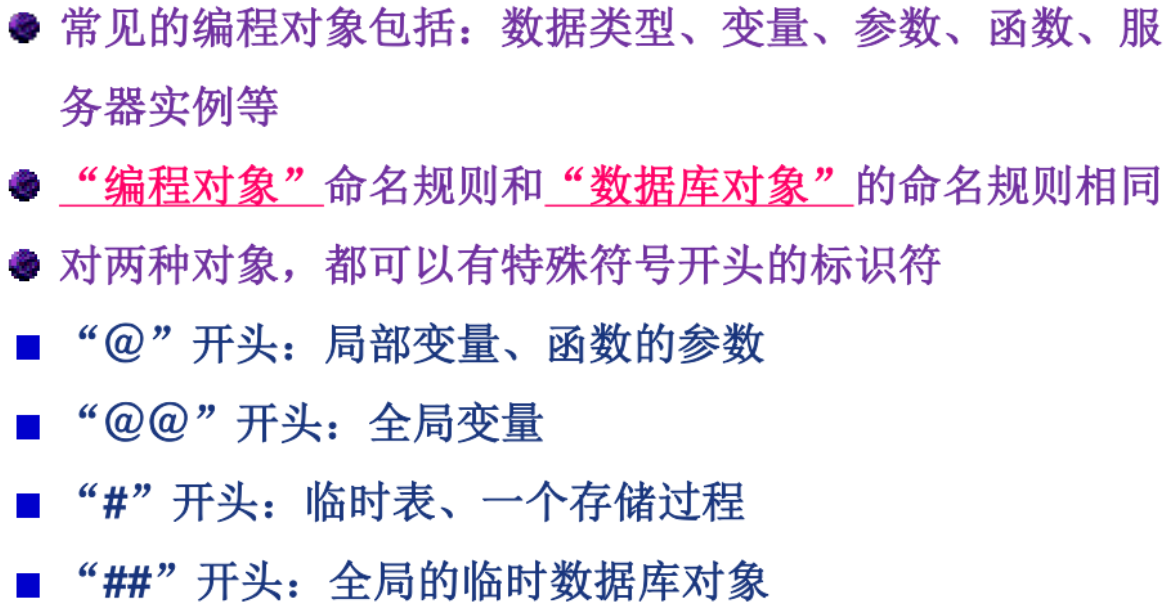 常见的编程对象包括：数据类型、变量、参数、函数、服
务器实例等
“编程对象”命名规则和“数据库对象”的命名规则相同
对两种对象，都可以有特殊符号开头的标识符
“@”开头：局部变量、函数的参数
“@@”开头：全局变量
“#”开头：临时表、一个存储过程
“##”开头：全局的临时数据库对象